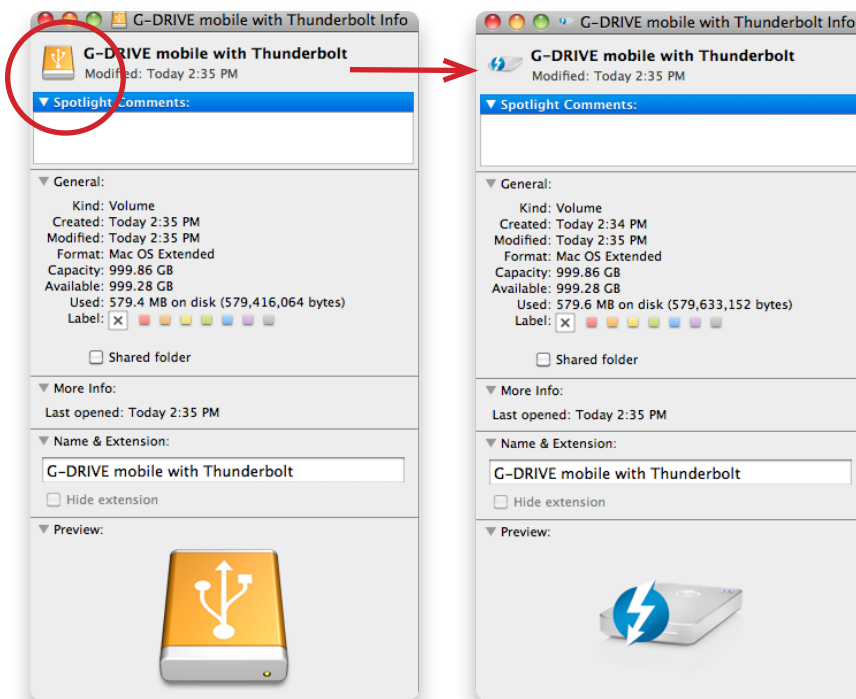 G-DRIVE mobile with Thunderbolt Info
G-DRIVE mobile with Thunderbolt
Modified: Today 2:35 PM
Spotlight Comments:
General:
Kind: Volume
Created: Today 2:35 PM
Modified: Today 2:35 PM
Format: Mac OS Extended
Capacity: 999.86 GB
Available: 999.28 GB
Used: 579.4 MB on disk (579,416,064 bytes)
Label:
Shared folder
More Info:
Last opened: Today 2:35 PM
Name & Extension:
G-DRIVE mobile with Thunderbolt
Hide extension
Preview:
G-DRIVE mobile with Thunderbolt Info
G-DRIVE mobile with Thunderbolt
Modified: Today 2:35 PM
Spotlight Comments:
General:
Kind: Volume
Created: Today 2:34 PM
Modified: Today 2:35 PM
Format: Mac OS Extended
Capacity: 999.86 GB
Available: 999.28 GB
Used: 579.6 MB on disk (579,633,152 bytes)
Label:
Shared folder
More Info:
Last opened: Today 2:35 PM
Name & Extension:
G-DRIVE mobile with Thunderbolt
Hide extension
Preview: